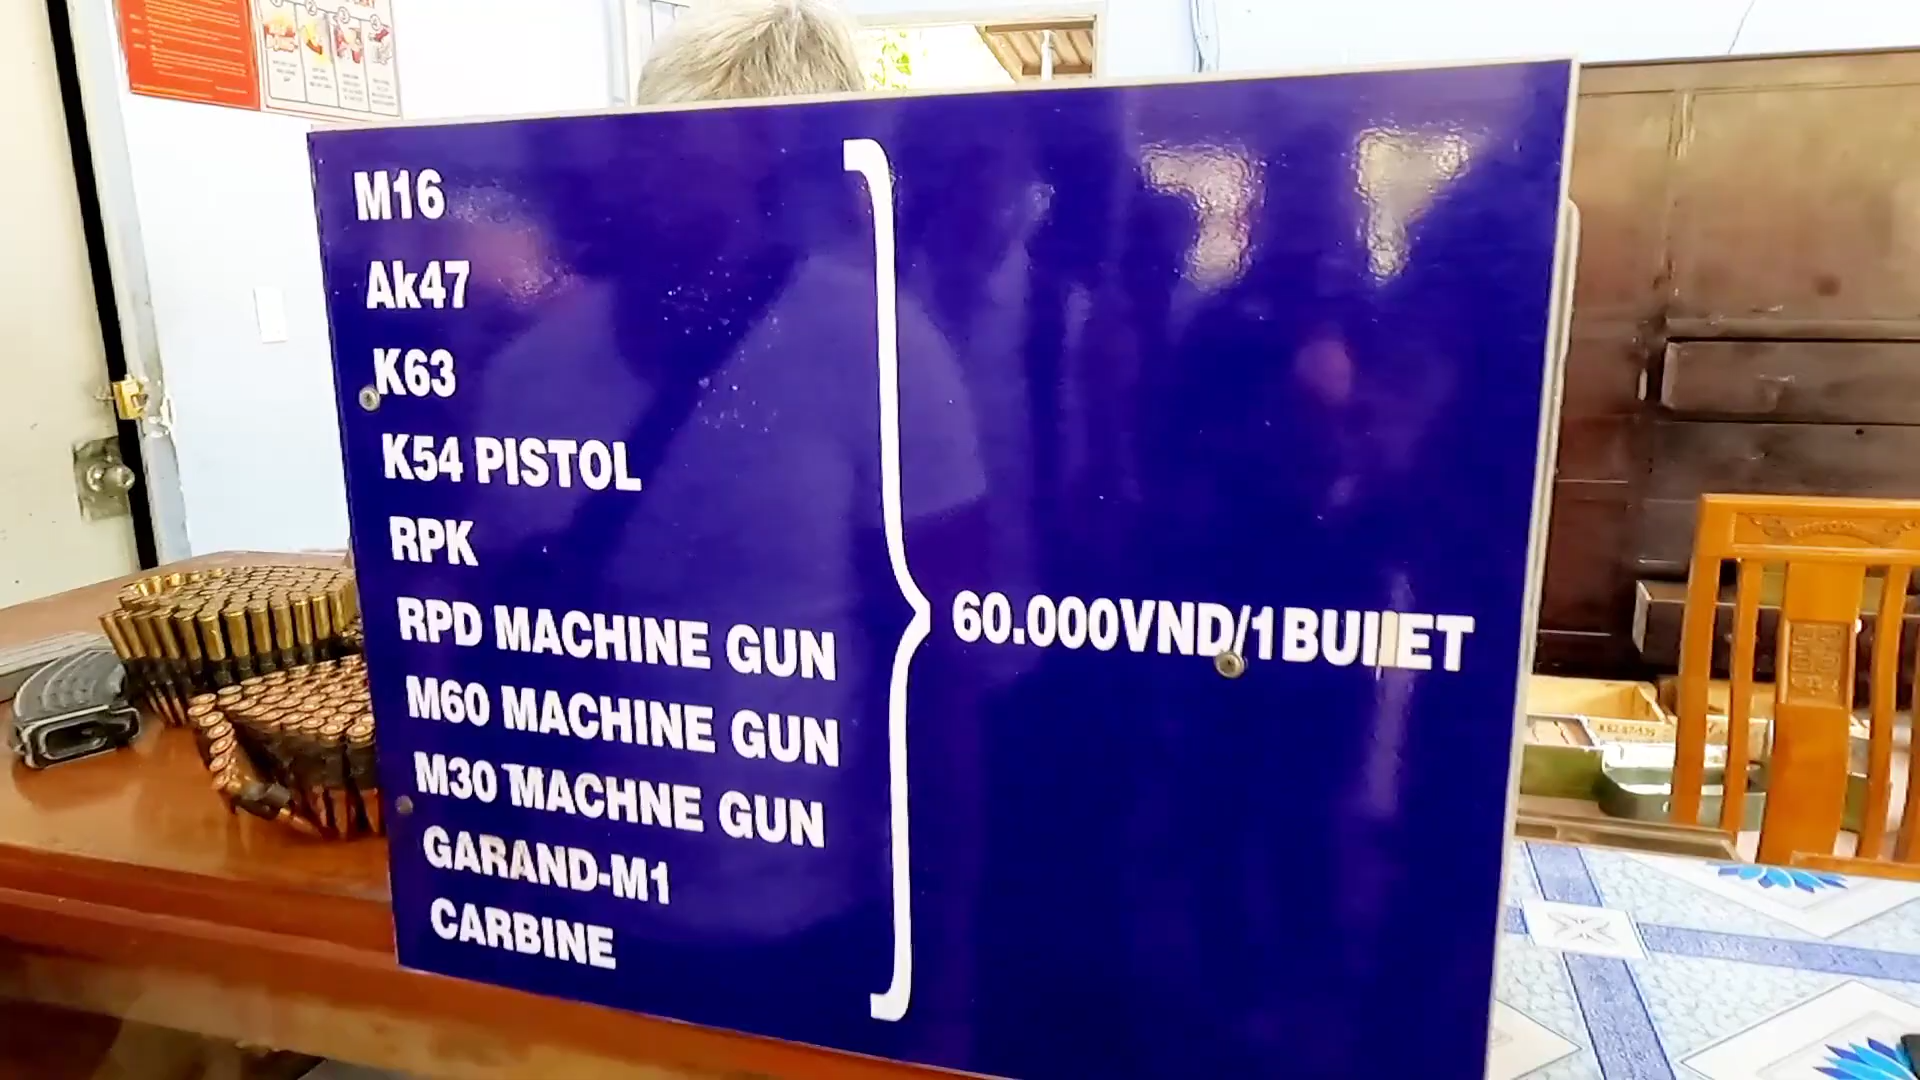 M16
Ak47
K63
K54 PISTOL
RPK
RPD MACHINE GUN
M60 MACHINE GUN
M30 MACHNE GUN
GARAND-M1
CARBINE
60.000VND/1BULLET